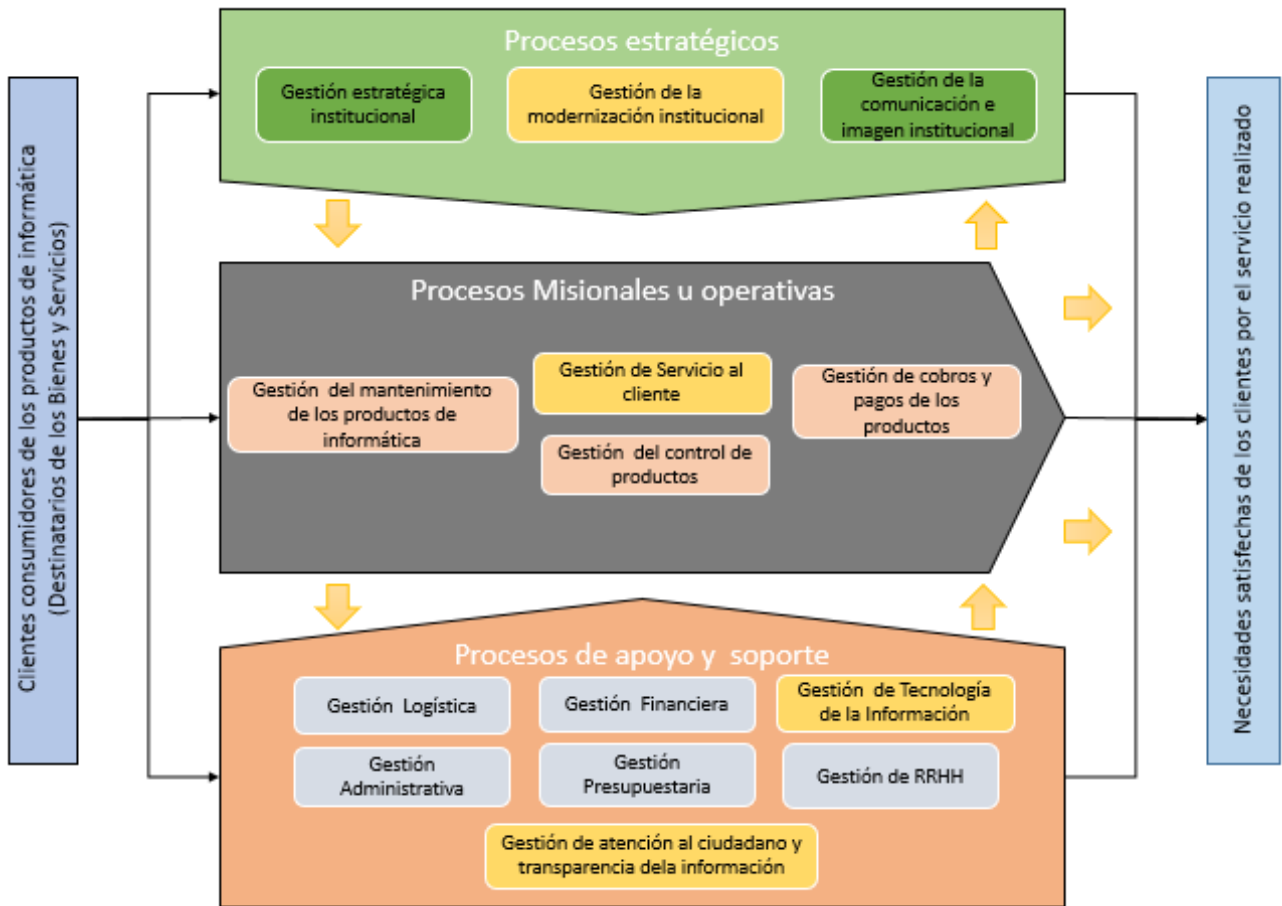 Clientes consumidores de los productos de informática
(Destinatarios de los Bienes y Servicios)
Procesos estratégicos
Gestión estratégica
institucional
Gestión de la
modernización institucional
Gestión de la
comunicación e
imagen institucional
Procesos Misionales u operativas
Gestión del mantenimiento
de los productos de
informática
Gestión de Servicio al
cliente
Gestión del control de
productos
Gestión de cobros y
pagos de los
productos
Procesos de apoyo y soporte
Gestión Logística
Gestión Financiera
Gestión de Tecnología
de la Información
Gestión
Administrativa
Gestión
Presupuestaria
Gestión de RRHH
Gestión de atención al ciudadano y
transparencia dela información
Necesidades satisfechas de los clientes por el servicio realizado